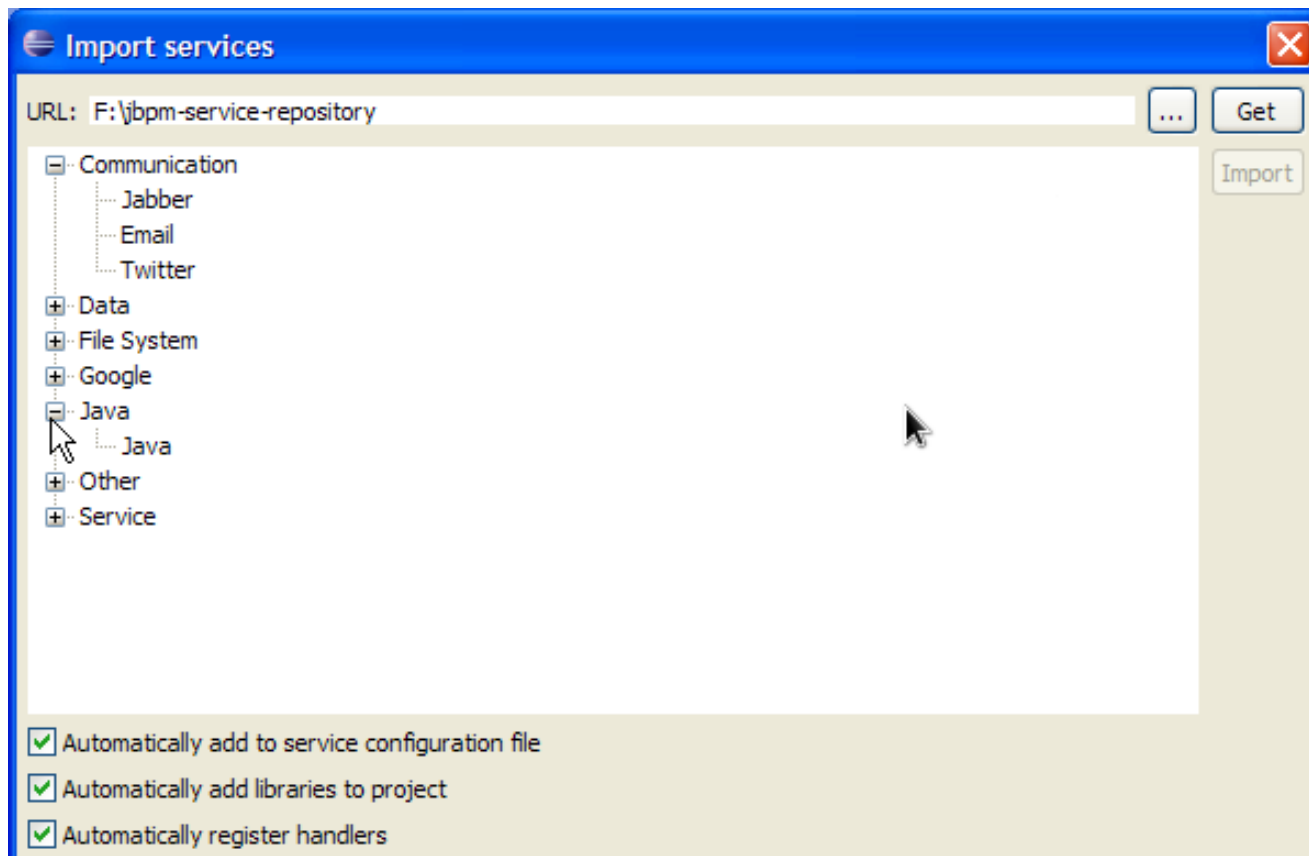 Import services
URL: F:\jbpm-service-repository ... Get
Import
Communication
Jabber
Email
Twitter
Data
File System
Google
Java
Java
Other
Service
Automatically add to service configuration file
Automatically add libraries to project
Automatically register handlers